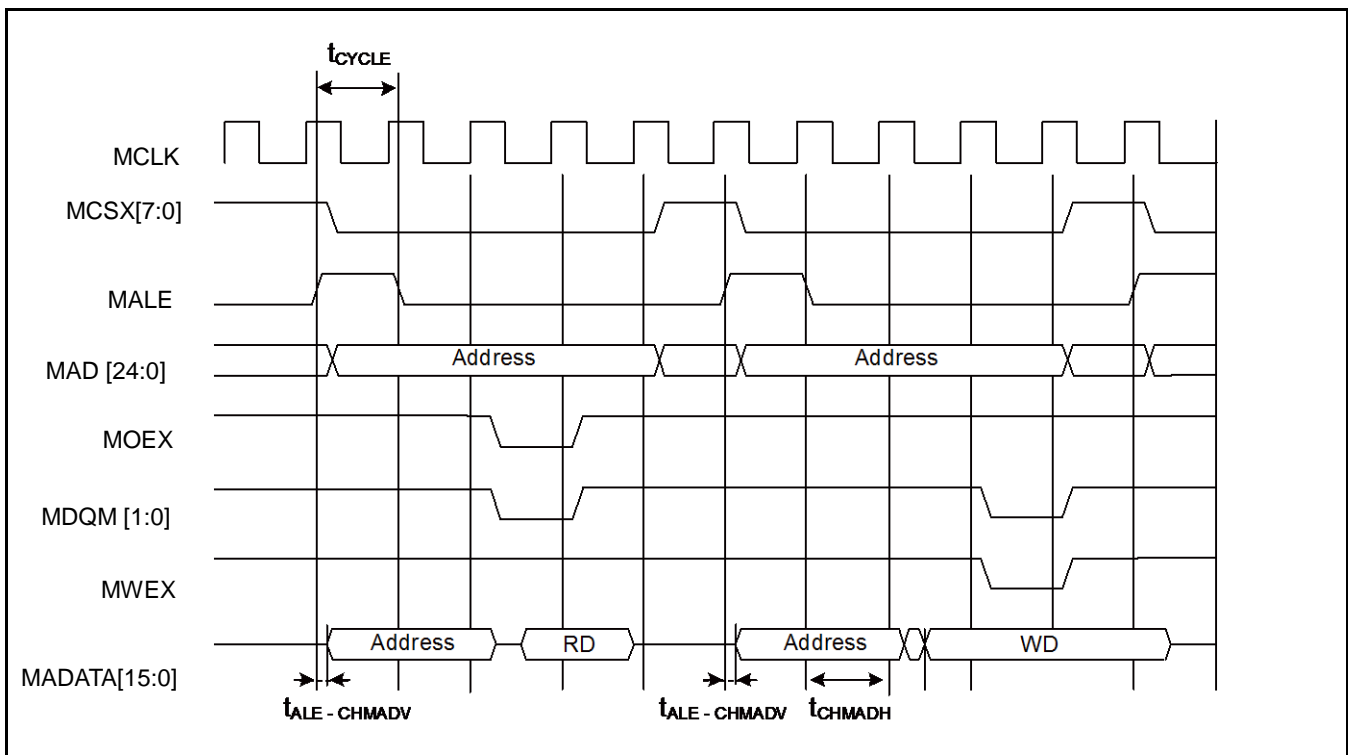 tCYCLE
MCLK
MCSX[7:0]
MALE
MAD [24:0]
Address
Address
MOEX
MDQM [1:0]
MWEX
MADATA[15:0]
Address
RD
Address
WD
tALE - CHMADV
tALE - CHMADV
tCHMADH